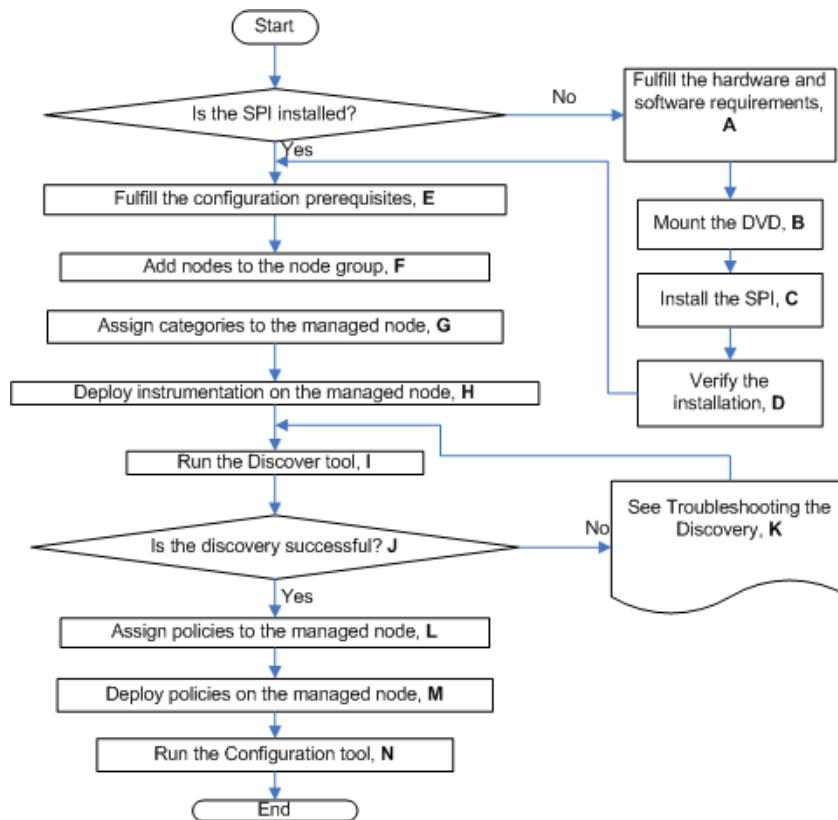 Start
Is the SPI installed?
No
Fulfill the hardware and
software requirements,
A
Yes
Fulfill the configuration prerequisites, E
Mount the DVD, B
Add nodes to the node group, F
Install the SPI, C
Assign categories to the managed node, G
Verify the
installation, D
Deploy instrumentation on the managed node, H
Run the Discover tool, I
See Troubleshooting the
Discovery, K
Is the discovery successful? J
No
Yes
Assign policies to the managed node, L
Deploy policies on the managed node, M
Run the Configuration tool, N
End